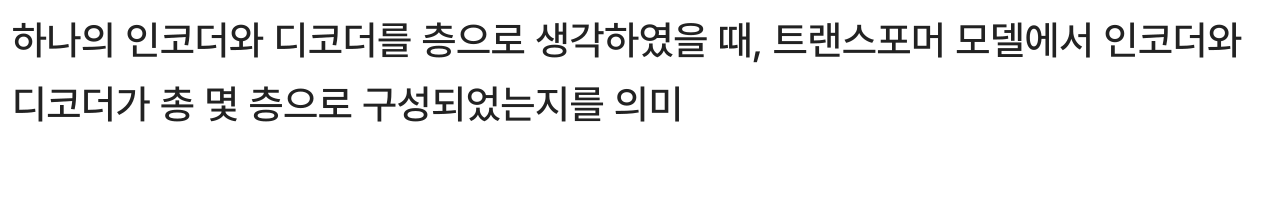 하나의 인코더와 디코더를 층으로 생각하였을 때, 트랜스포머 모델에서 인코더와
디코더가 총 몇 층으로 구성되었는지를 의미